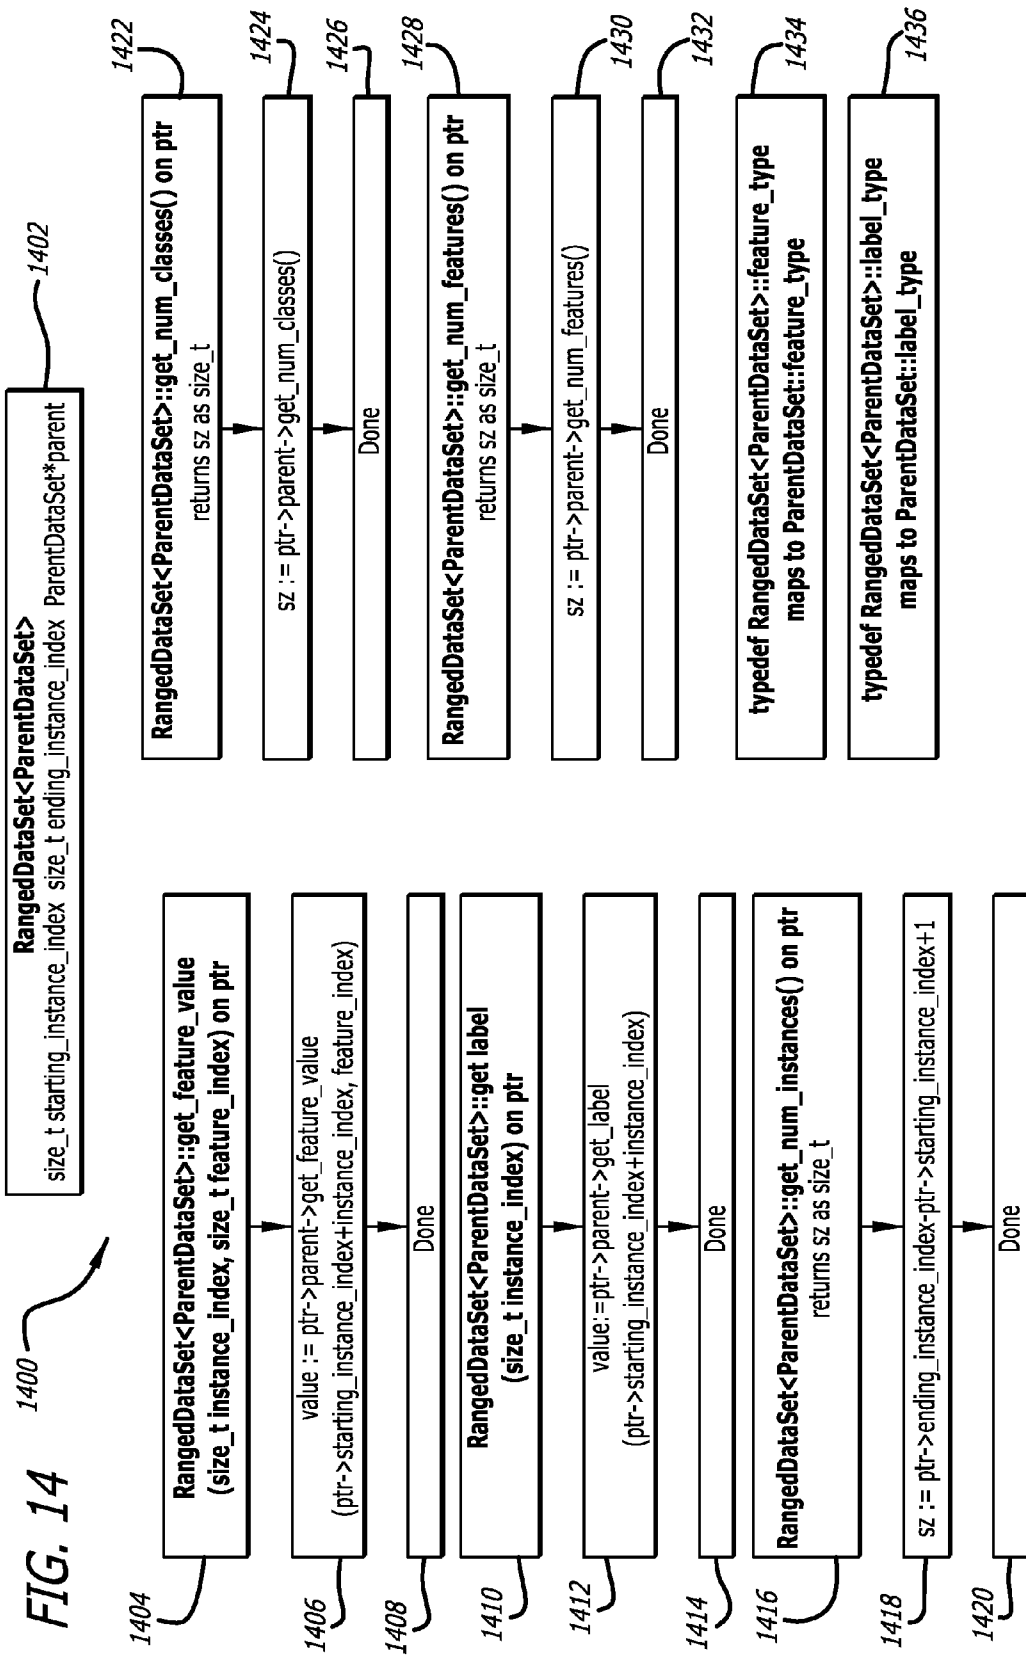 FIG. 14
1400
1402
RangedDataSet<ParentDataSet>
size_t starting_instance_index size_t ending_instance_index ParentDataSet*parent
1404
RangedDataSet<ParentDataSet>::get_feature_value
(size_t instance_index, size_t feature_index) on ptr
1406
value := ptr->parent->get_feature_value
(ptr->starting_instance_index+instance_index, feature_index)
1408
Done
1410
RangedDataSet<ParentDataSet>::get label
(size_t instance_index) on ptr
1412
value:=ptr->parent->get_label
(ptr->starting_instance_index+instance_index)
1414
Done
1416
RangedDataSet<ParentDataSet>::get_num_instances() on ptr
returns sz as size_t
1418
sz := ptr->ending_instance_index-ptr->starting_instance_index+1
1420
Done
1422
RangedDataSet<ParentDataSet>::get_num_classes() on ptr
returns sz as size_t
1424
sz := ptr->parent->get_num_classes()
1426
Done
1428
RangedDataSet<ParentDataSet>::get_num_features() on ptr
returns sz as size_t
1430
sz := ptr->parent->get_num_features()
1432
Done
1434
typedef RangedDataSet<ParentDataSet>::feature_type
maps to ParentDataSet::feature_type
1436
typedef RangedDataSet<ParentDataSet>::label_type
maps to ParentDataSet::label_type